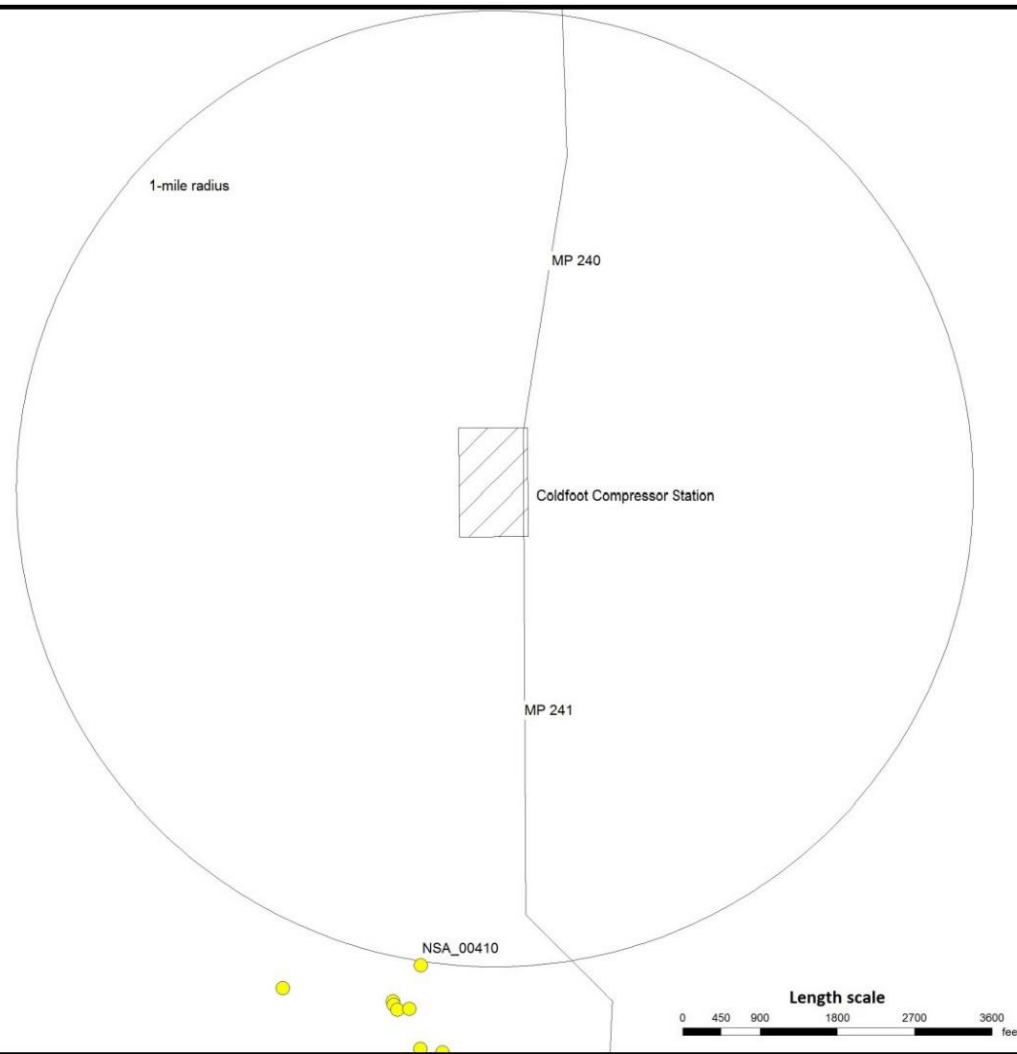 1-mile radius
MP 240
Coldfoot Compressor Station
MP 241
NSA_00410
Length scale
0 450 900 1800 2700 3600
fee